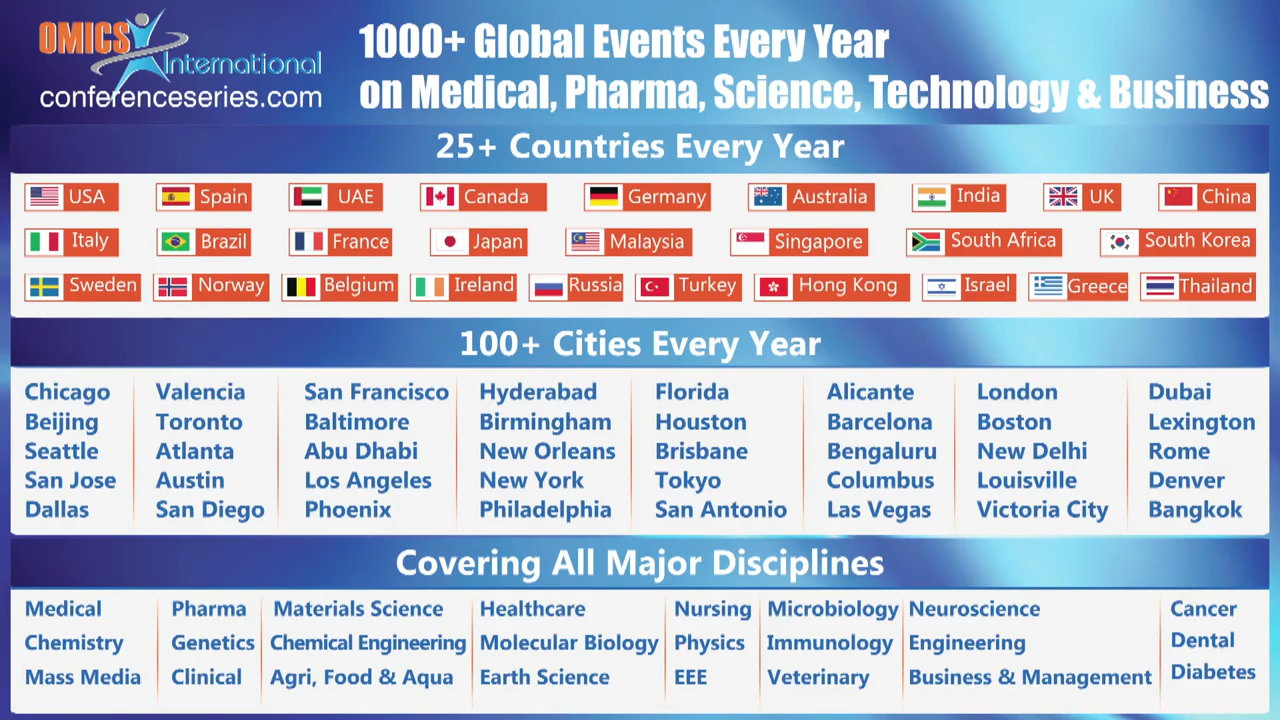 OMICS International
conferenceseries.com
1000+ Global Events Every Year
on Medical, Pharma, Science, Technology & Business
25+ Countries Every Year
USA Spain UAE Canada Germany Australia India UK China
Italy Brazil France Japan Malaysia Singapore South Africa South Korea
Sweden Norway Belgium Ireland Russia Turkey Hong Kong Israel Greece Thailand
100+ Cities Every Year
Chicago Valencia San Francisco Hyderabad Florida Alicante London Dubai
Beijing Toronto Baltimore Birmingham Houston Barcelona Boston Lexington
Seattle Atlanta Abu Dhabi New Orleans Brisbane Bengaluru New Delhi Rome
San Jose Austin Los Angeles New York Tokyo Columbus Louisville Denver
Dallas San Diego Phoenix Philadelphia San Antonio Las Vegas Victoria City Bangkok
Covering All Major Disciplines
Medical Pharma Materials Science Healthcare Nursing Microbiology Neuroscience Cancer
Chemistry Genetics Chemical Engineering Molecular Biology Physics Immunology Engineering Dental
Mass Media Clinical Agri, Food & Aqua Earth Science EEE Veterinary Business & Management Diabetes